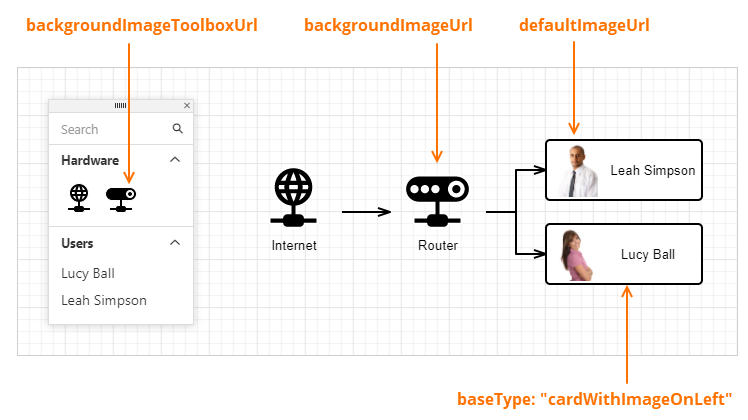 backgroundImageToolboxUrl
backgroundImageUrl
defaultImageUrl
Search
Hardware
Users
Lucy Ball
Leah Simpson
Internet
Router
Leah Simpson
Lucy Ball
baseType: "cardWithImageOnLeft"